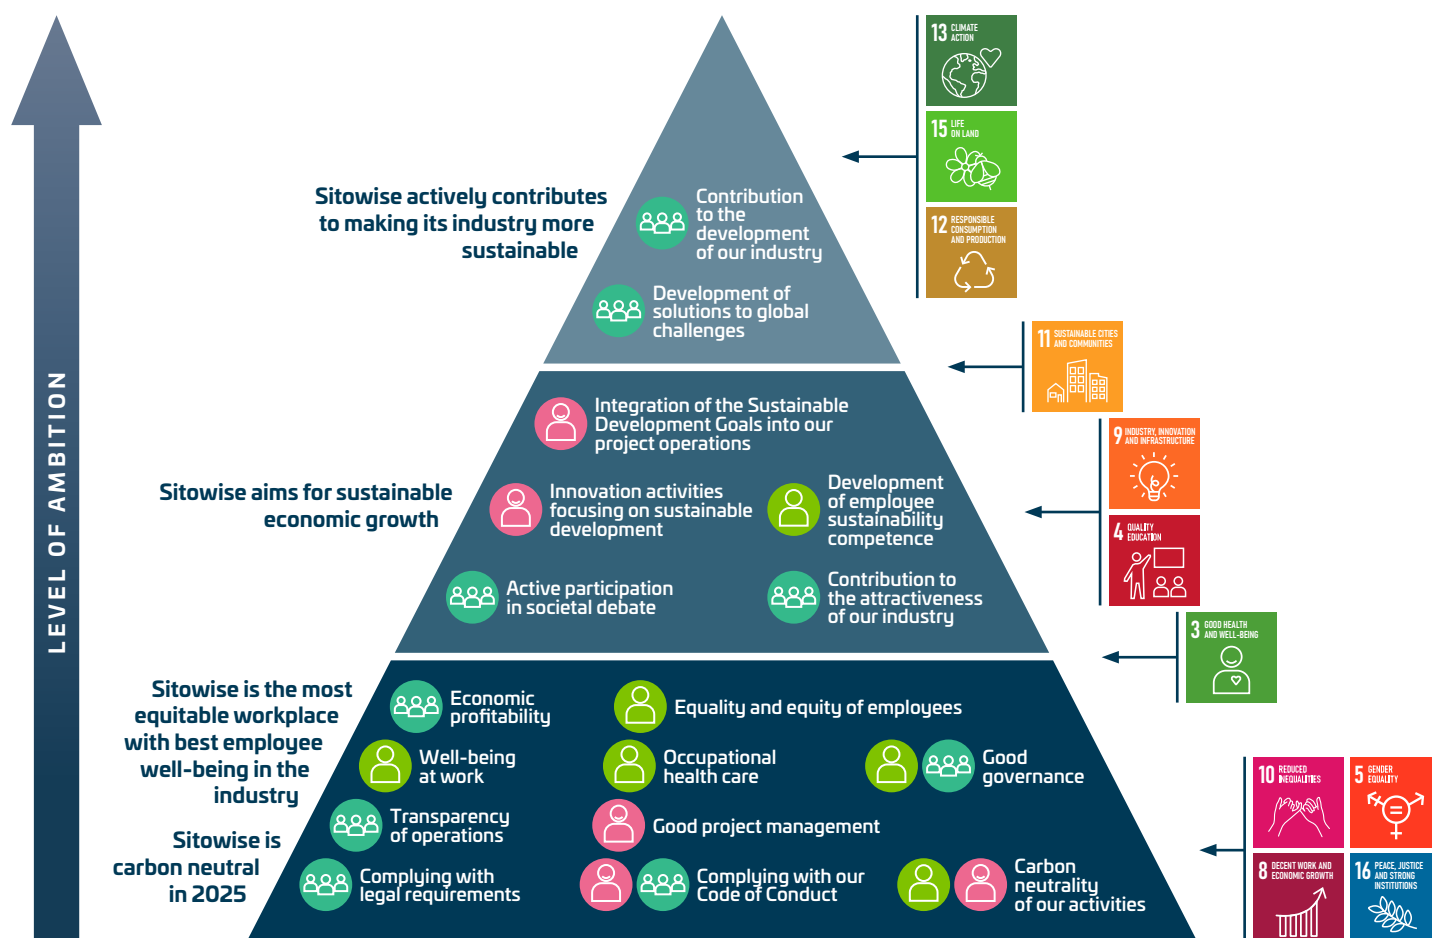 LEVEL OF AMBITION
Sitowise actively contributes
to making its industry more
sustainable
Contribution
to the
development
of our industry
Development of
solutions to global
challenges
13 CLIMATE
ACTION
15 LIFE
ON LAND
12 RESPONSIBLE
CONSUMPTION
AND PRODUCTION
11 SUSTAINABLE CITIES
AND COMMUNITIES
Sitowise aims for sustainable
economic growth
Integration of the Sustainable
Development Goals into our
project operations
Innovation activities
focusing on sustainable
development
Development
of employee
sustainability
competence
Active participation
in societal debate
Contribution to
the attractiveness
of our industry
9 INDUSTRY, INNOVATION
AND INFRASTRUCTURE
4 QUALITY
EDUCATION
3 GOOD HEALTH
AND WELL-BEING
Sitowise is the most
equitable workplace
with best employee
well-being in the
industry
Sitowise is
carbon neutral
in 2025
Economic
profitability
Equality and equity of employees
Well-being
at work
Occupational
health care
Good
governance
Transparency
of operations
Good project management
Complying with
legal requirements
Complying with our
Code of Conduct
Carbon
neutrality
of our activities
10 REDUCED
INEQUALITIES
5 GENDER
EQUALITY
8 DECENT WORK AND
ECONOMIC GROWTH
16 PEACE, JUSTICE
AND STRONG
INSTITUTIONS